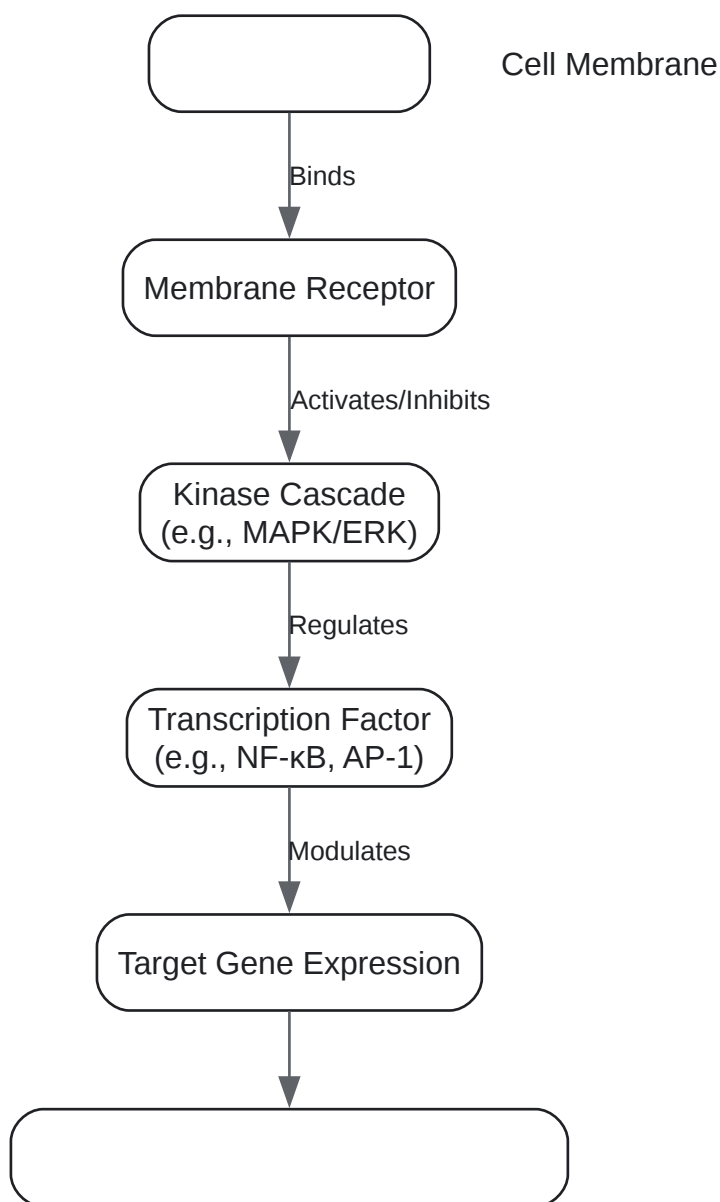 Cell Membrane
Binds
Membrane Receptor
Activates/Inhibits
Kinase Cascade
(e.g., MAPK/ERK)
Regulates
Transcription Factor
(e.g., NF-κB, AP-1)
Modulates
Target Gene Expression